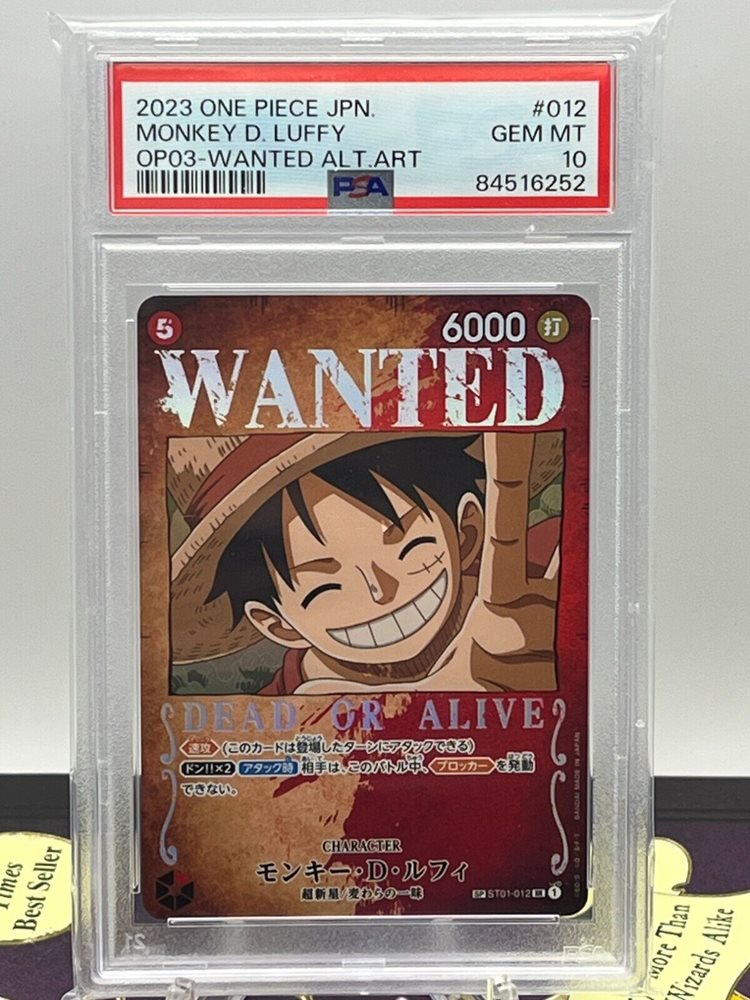 2023 ONE PIECE JPN. #012
MONKEY D. LUFFY GEM MT
OP03-WANTED ALT.ART 10
PSA 84516252
5 6000 打
WANTED
DEAD OR ALIVE
速攻 (このカードは登場したターンにアタックできる)
ドン!!×2 アタック時 相手は、このバトル中、ブロッカーを発動
できない。
BANDAI MADE IN JAPAN
CHARACTER
モンキー・D・ルフィ
超新星/麦わらの一味
SP ST01-012 SR 1
Times
Best Seller
More Than
Wizards Alike